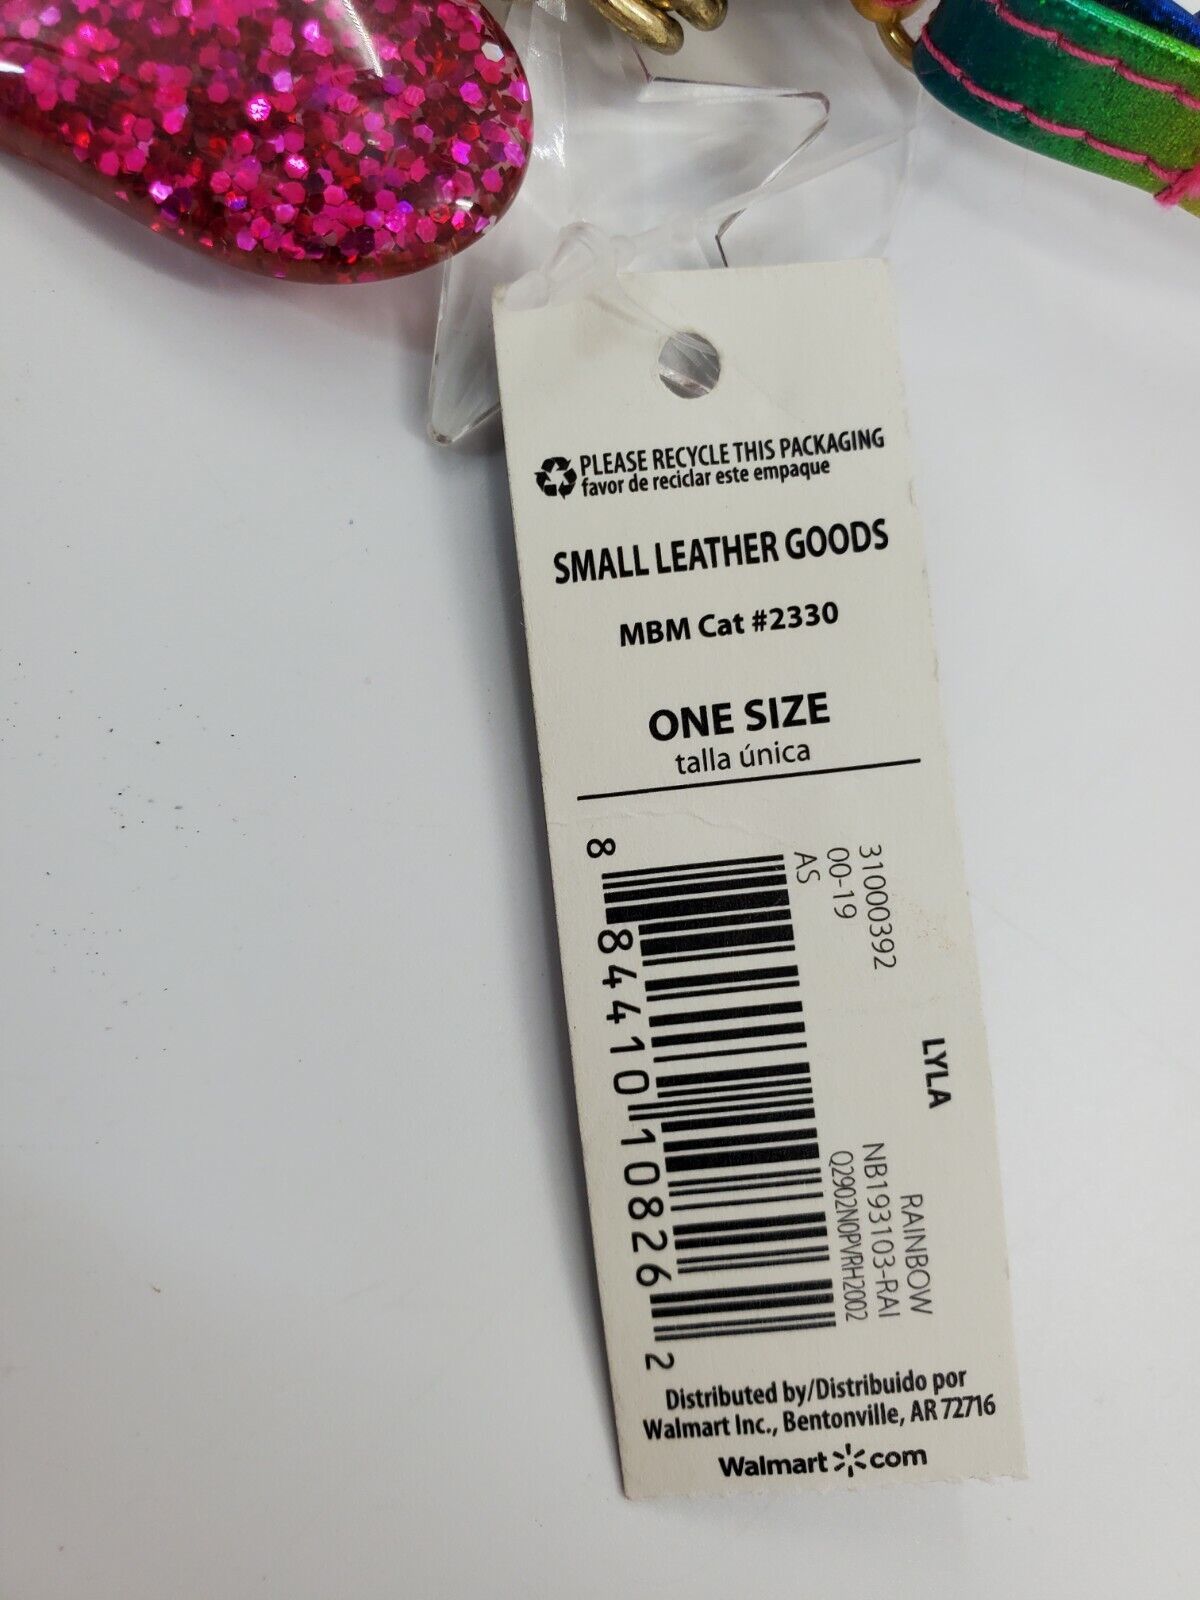 PLEASE RECYCLE THIS PACKAGING
favor de reciclar este empaque
SMALL LEATHER GOODS
MBM Cat #2330
ONE SIZE
talla única
31000392
00-19
AS
LYLA
RAINBOW
NB193103-RAI
Q2902N0PVRH2002
8 84410 10826 2
Distributed by/Distribuido por
Walmart Inc., Bentonville, AR 72716
Walmart com